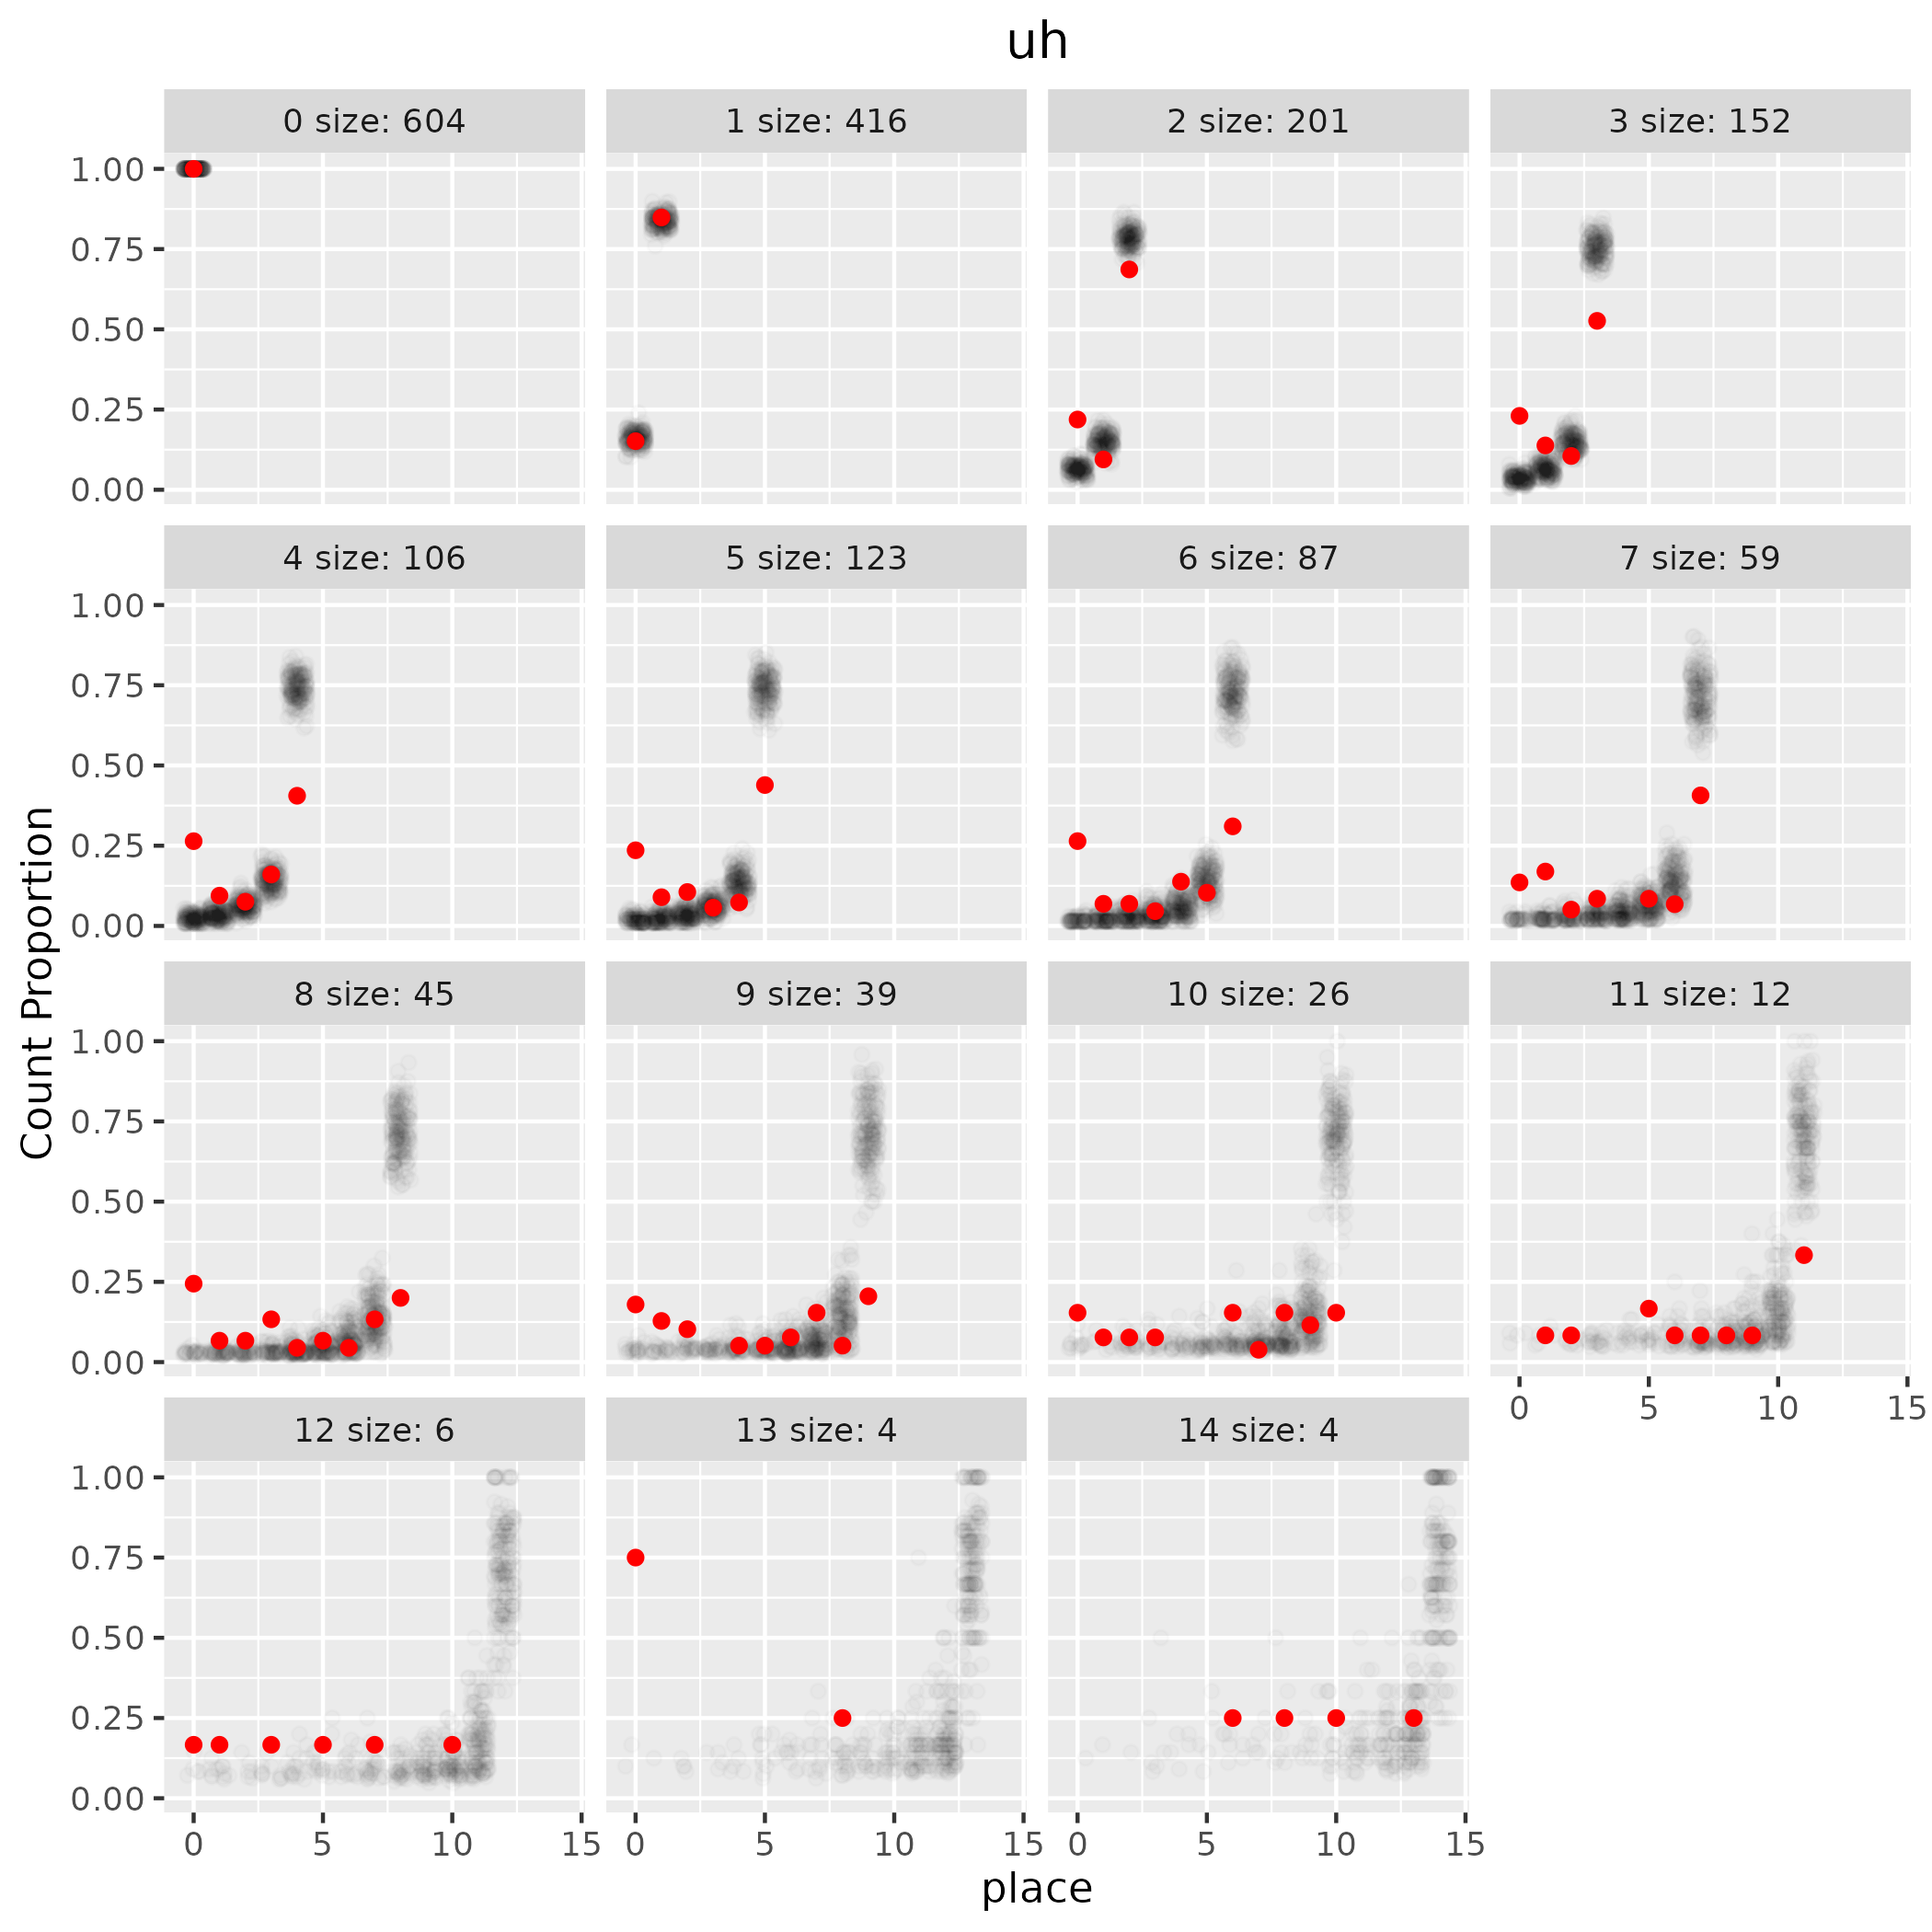 uh
0 size: 604
1 size: 416
2 size: 201
3 size: 152
1.00
0.75
0.50
0.25
0.00
4 size: 106
5 size: 123
6 size: 87
7 size: 59
1.00
0.75
0.50
0.25
0.00
Count Proportion
8 size: 45
9 size: 39
10 size: 26
11 size: 12
1.00
0.75
0.50
0.25
0.00
0 5 10 15
12 size: 6
13 size: 4
14 size: 4
1.00
0.75
0.50
0.25
0.00
0 5 10 15
0 5 10 15
0 5 10 15
place